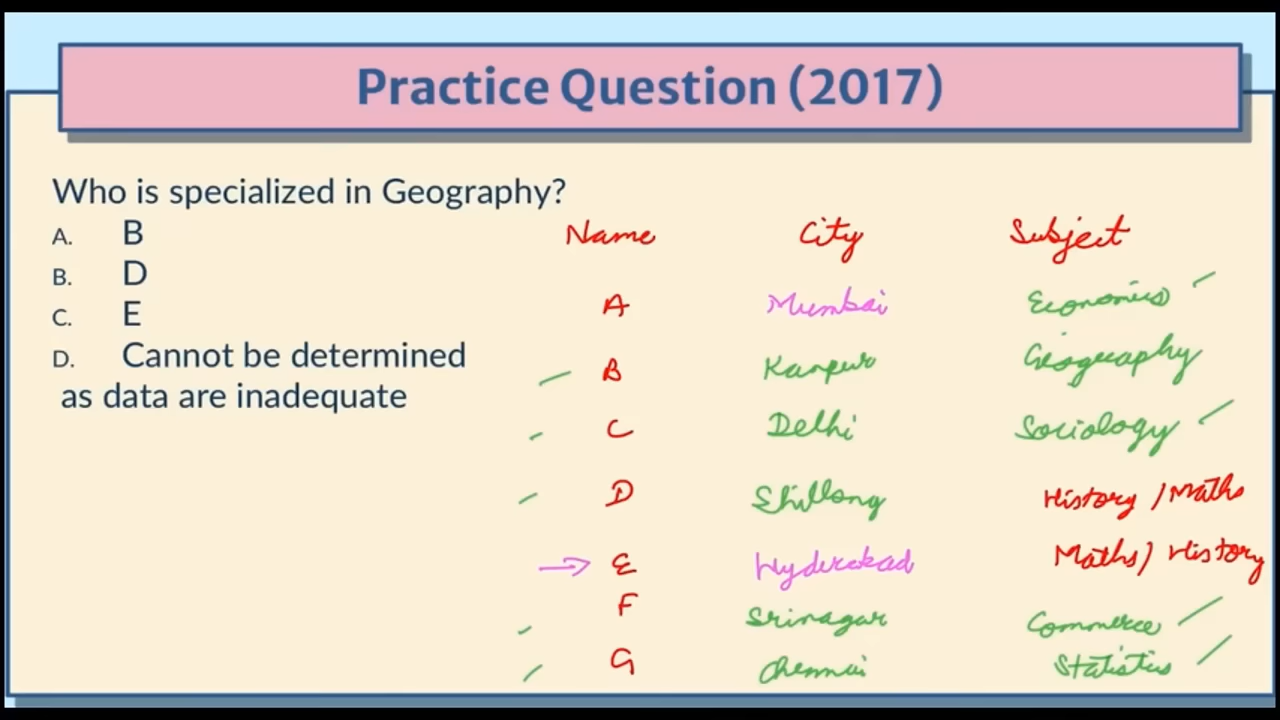 Practice Question (2017)
Who is specialized in Geography?
A. B
B. D
C. E
D. Cannot be determined
as data are inadequate
Name City Subject
A Mumbai Economics
B Kanpur Geography
C Delhi Sociology
D Shillong History / Maths
E Hyderabad Maths / History
F Srinagar Commerce
G Chennai Statistics